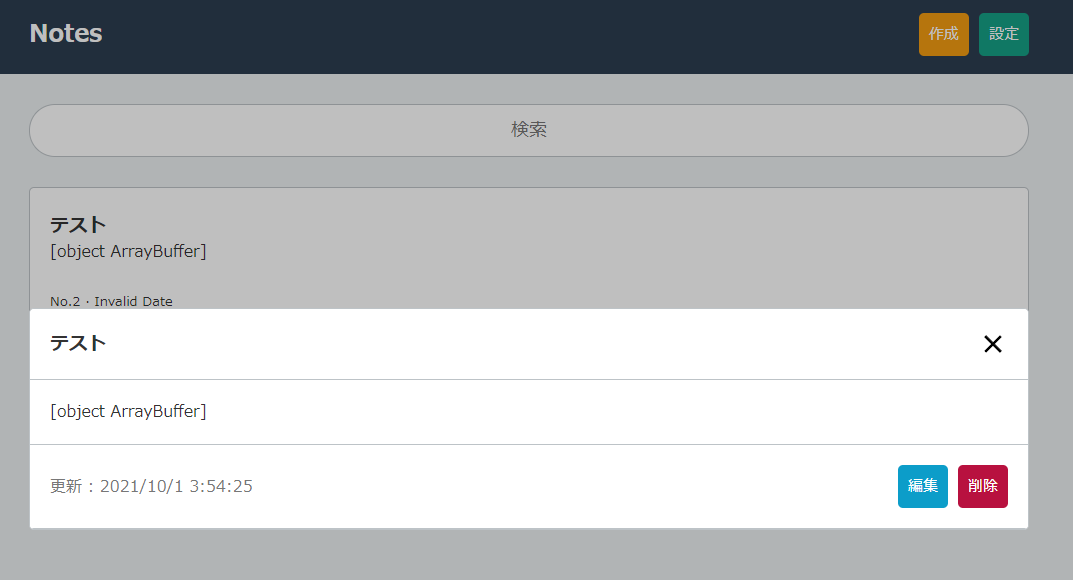 Notes
作成
設定
検索
テスト
[object ArrayBuffer]
No.2・Invalid Date
テスト
[object ArrayBuffer]
更新：2021/10/1 3:54:25
編集
削除